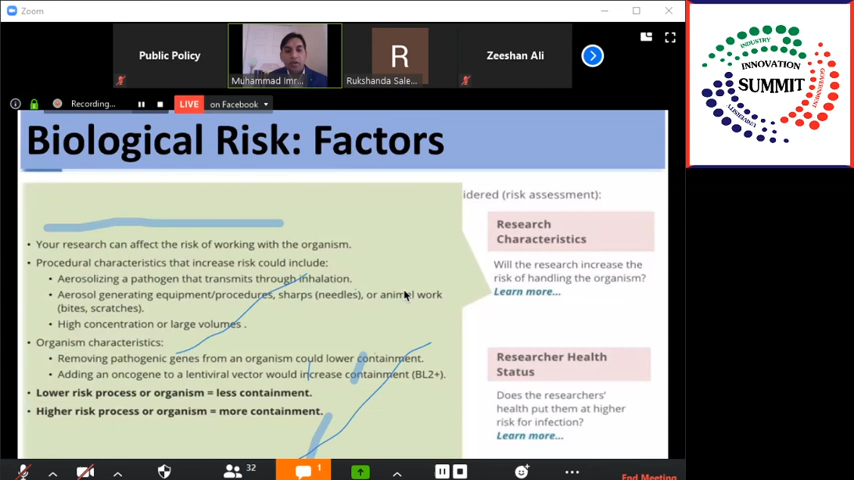 Zoom
Public Policy
Muhammad Imr...
Rukshanda Sale...
R
Zeeshan Ali
Recording...
LIVE on Facebook
INDUSTRY
INNOVATION
SUMMIT
GOVERNMENT
UNIVERSITY
Biological Risk: Factors
idered (risk assessment):
• Your research can affect the risk of working with the organism.
• Procedural characteristics that increase risk could include:
• Aerosolizing a pathogen that transmits through inhalation.
• Aerosol generating equipment/procedures, sharps (needles), or animal work
(bites, scratches).
• High concentration or large volumes .
• Organism characteristics:
• Removing pathogenic genes from an organism could lower containment.
• Adding an oncogene to a lentiviral vector would increase containment (BL2+).
• Lower risk process or organism = less containment.
• Higher risk process or organism = more containment.
Research
Characteristics
Will the research increase the
risk of handling the organism?
Learn more...
Researcher Health
Status
Does the researchers'
health put them at higher
risk for infection?
Learn more...
32
1
End Meeting